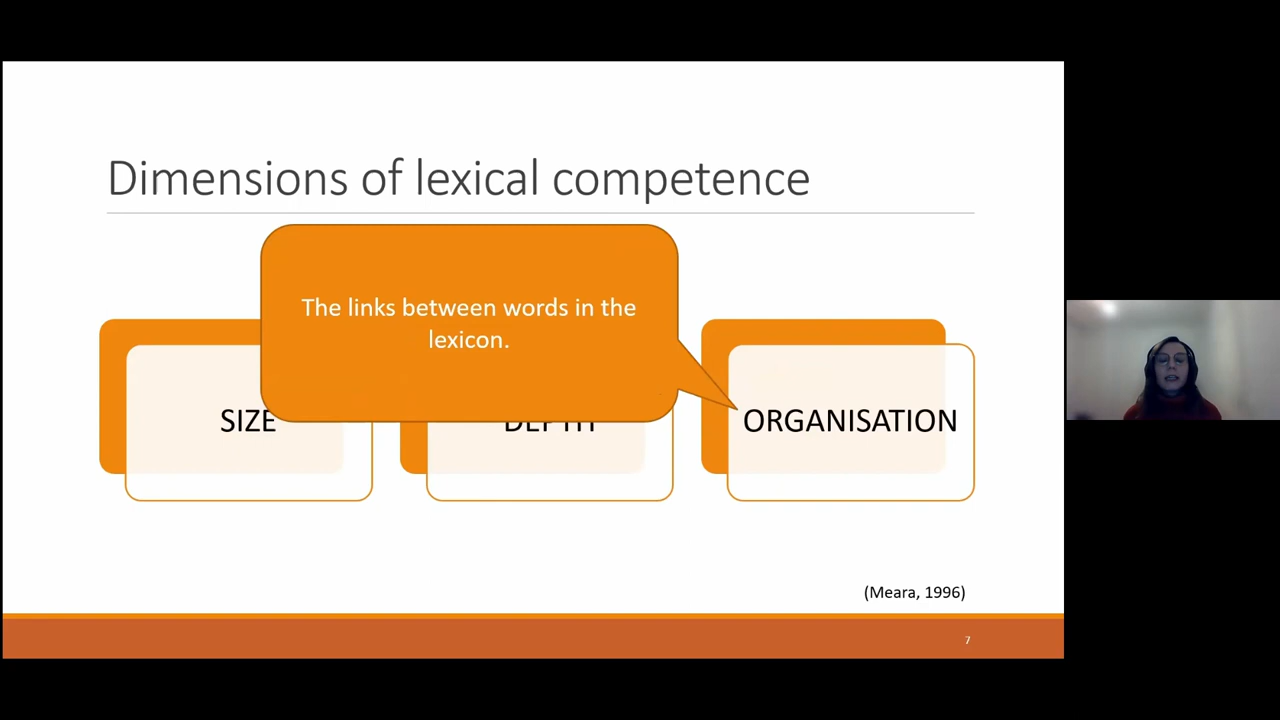 Dimensions of lexical competence
The links between words in the
lexicon.
SIZE
DEPTH
ORGANISATION
(Meara, 1996)
7